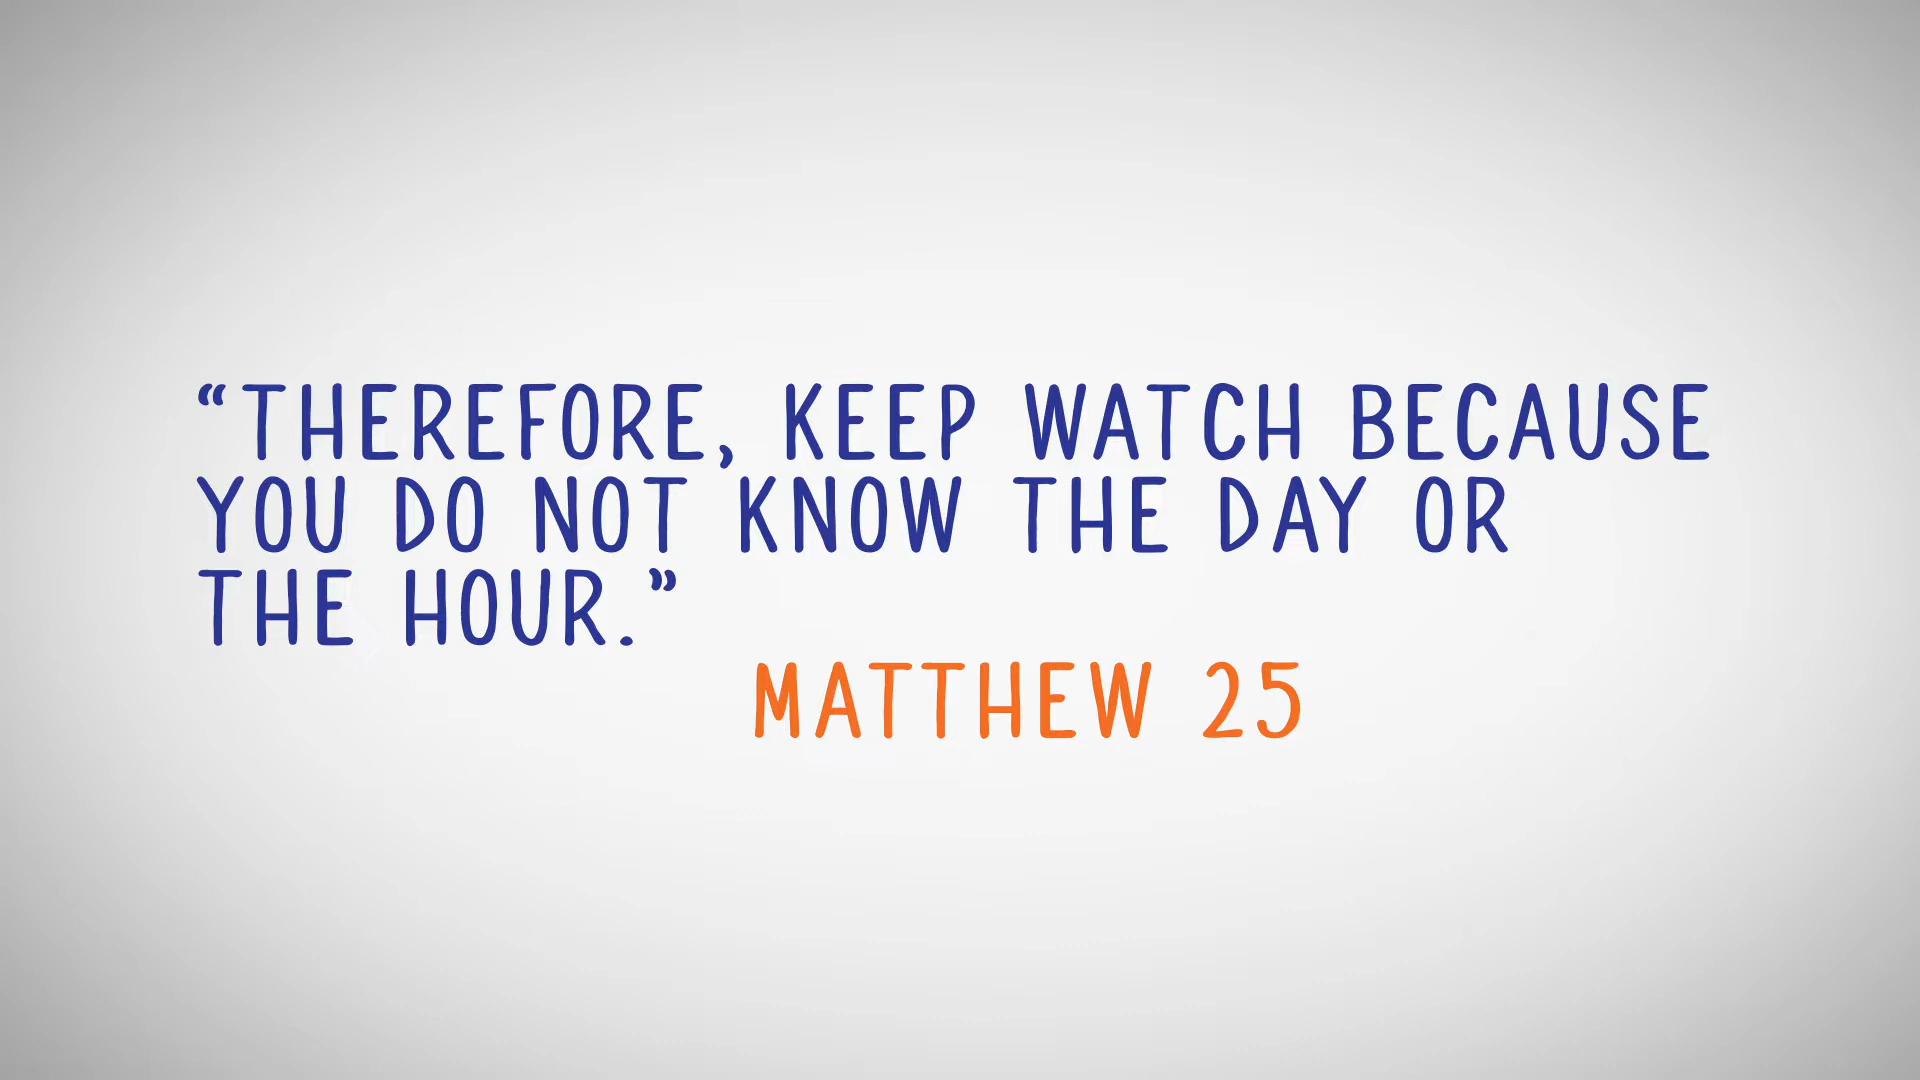 “THEREFORE, KEEP WATCH BECAUSE
YOU DO NOT KNOW THE DAY OR
THE HOUR.”
MATTHEW 25